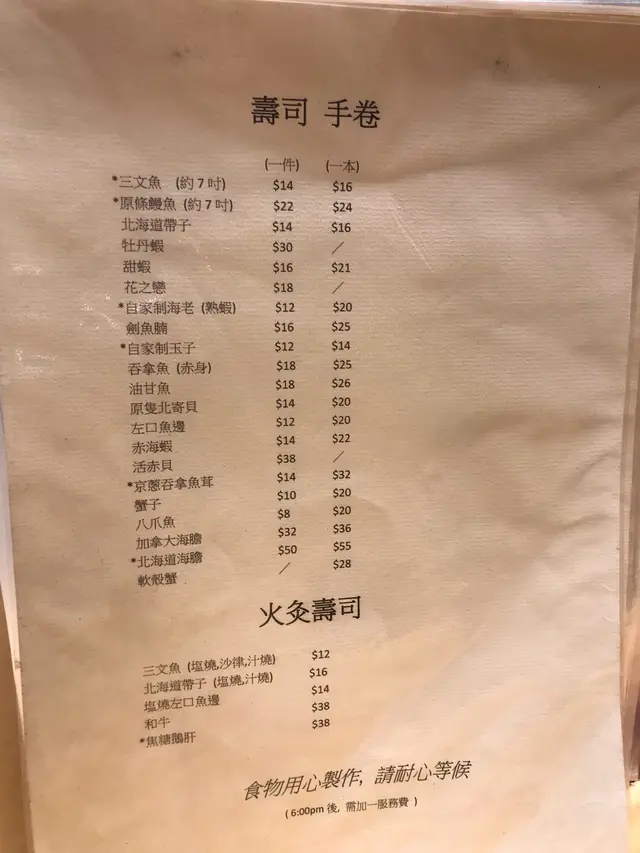 壽司 手卷
(一件) (一本)
*三文魚 (約7吋) $14 $16
*原條鰻魚 (約7吋) $22 $24
北海道帶子 $14 $16
牡丹蝦 $30 /
甜蝦 $16 $21
花之戀 $18 /
*自家制海老 (熟蝦) $12 $20
劍魚腩 $16 $25
*自家制玉子 $12 $14
吞拿魚 (赤身) $18 $25
油甘魚 $18 $26
原隻北寄貝 $14 $20
左口魚邊 $12 $20
赤海蝦 $14 $22
活赤貝 $38 /
*京蔥吞拿魚茸 $14 $32
蟹子 $10 $20
八爪魚 $8 $20
加拿大海膽 $32 $36
*北海道海膽 $50 $55
軟殼蟹 / $28
火灸壽司
三文魚 (塩燒,沙律,汁燒) $12
北海道帶子 (塩燒,汁燒) $16
塩燒左口魚邊 $14
和牛 $38
*焦糖鵝肝 $38
食物用心製作, 請耐心等候
( 6:00pm 後, 需加一服務費 )